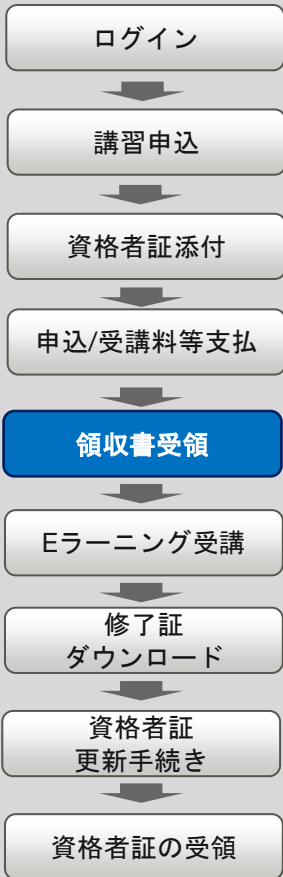 ログイン
講習申込
資格者証添付
申込/受講料等支払
領収書受領
Eラーニング受講
修了証
ダウンロード
資格者証
更新手続き
資格者証の受領